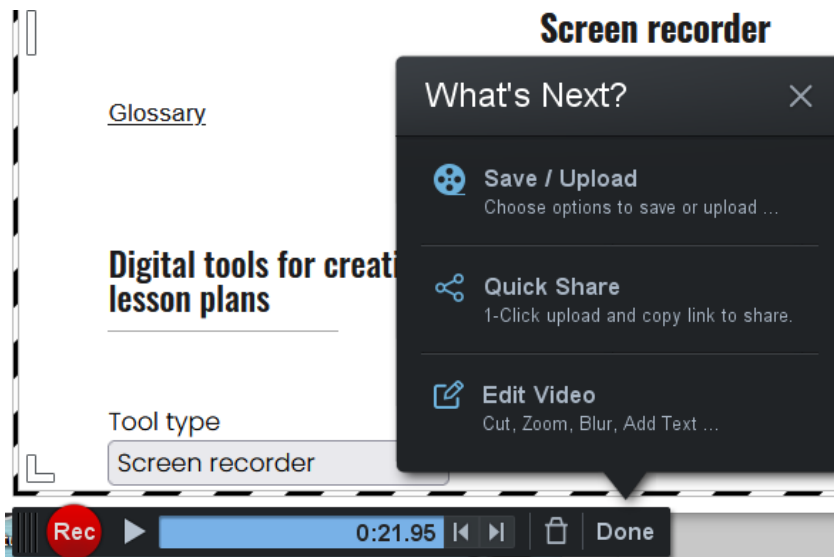 Screen recorder
What's Next?
Glossary
Save / Upload
Choose options to save or upload ...
Digital tools for creati
lesson plans
Quick Share
1-Click upload and copy link to share.
Edit Video
Cut, Zoom, Blur, Add Text ...
Tool type
Screen recorder
Rec
0:21.95
Done